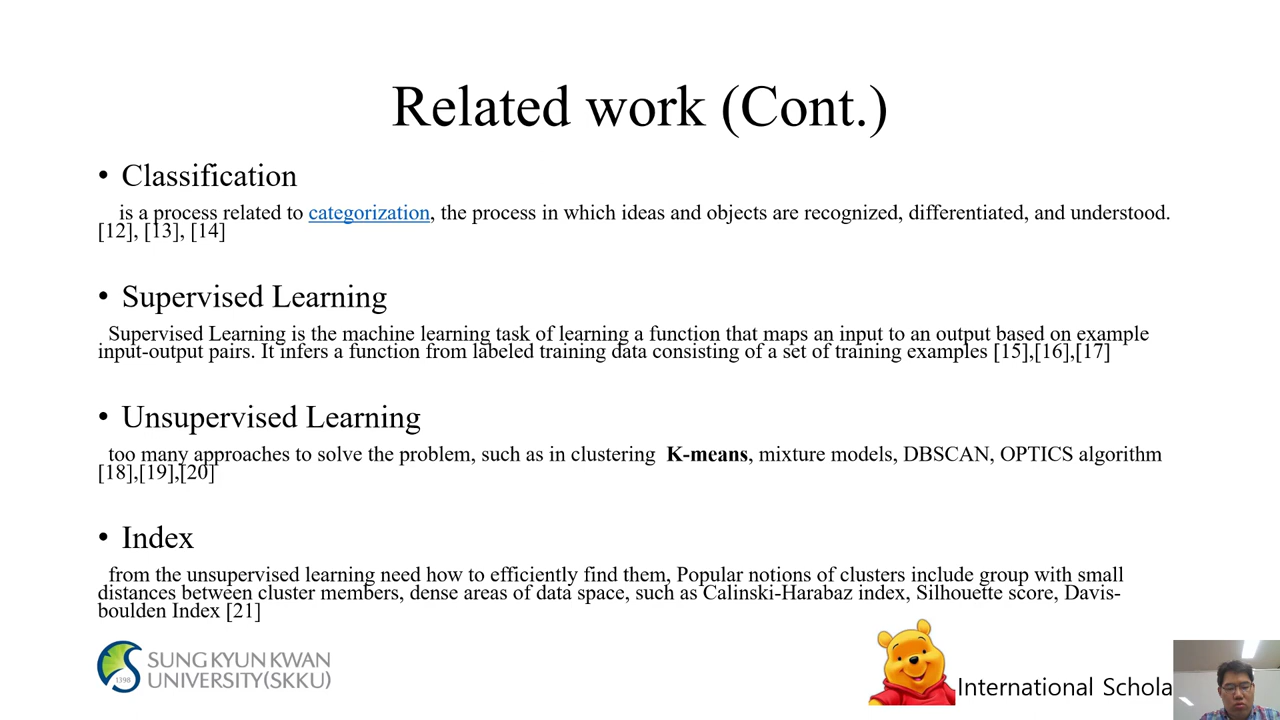 Related work (Cont.)
• Classification
is a process related to categorization, the process in which ideas and objects are recognized, differentiated, and understood.
[12], [13], [14]
• Supervised Learning
Supervised Learning is the machine learning task of learning a function that maps an input to an output based on example
input-output pairs. It infers a function from labeled training data consisting of a set of training examples [15],[16],[17]
• Unsupervised Learning
too many approaches to solve the problem, such as in clustering K-means, mixture models, DBSCAN, OPTICS algorithm
[18],[19],[20]
• Index
from the unsupervised learning need how to efficiently find them, Popular notions of clusters include group with small
distances between cluster members, dense areas of data space, such as Calinski-Harabaz index, Silhouette score, Davis-
boulden Index [21]
1398
SUNG KYUN KWAN
UNIVERSITY(SKKU)
International Schola